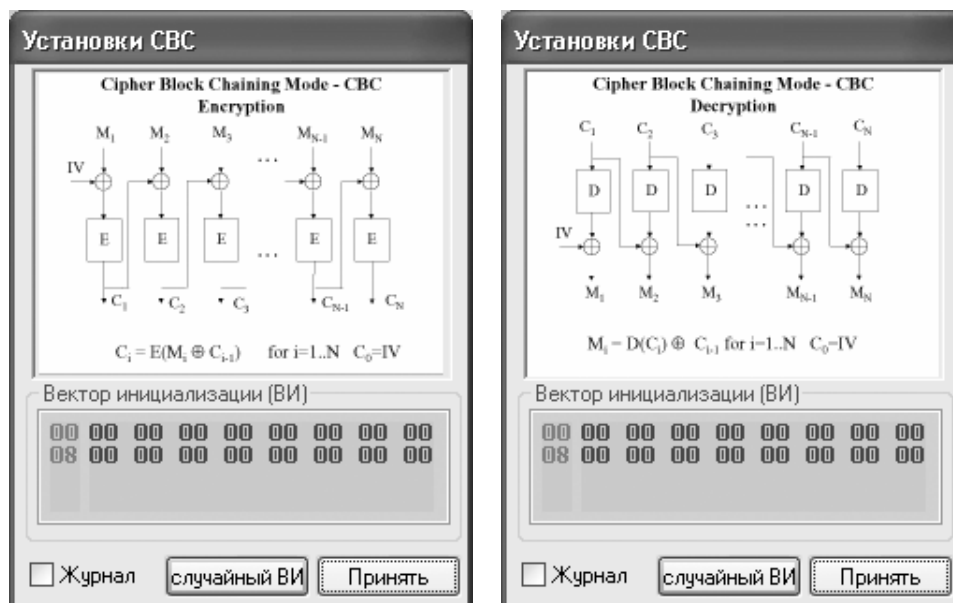 Установки CBC
Cipher Block Chaining Mode - CBC
Encryption
M1 M2 M3 ... MN-1 MN
IV
E E E ... E E
C1 C2 C3 CN-1 CN
Ci = E(Mi ⊕ Ci-1) for i=1..N C0=IV
Вектор инициализации (ВИ)
00 00 00 00 00 00 00 00 00
08 00 00 00 00 00 00 00 00
Журнал случайный ВИ Принять
Установки CBC
Cipher Block Chaining Mode - CBC
Decryption
C1 C2 C3 CN-1 CN
D D D ... D D
...
IV
M1 M2 M3 MN-1 MN
Mi = D(Ci) ⊕ Ci-1 for i=1..N C0=IV
Вектор инициализации (ВИ)
00 00 00 00 00 00 00 00 00
08 00 00 00 00 00 00 00 00
Журнал случайный ВИ Принять